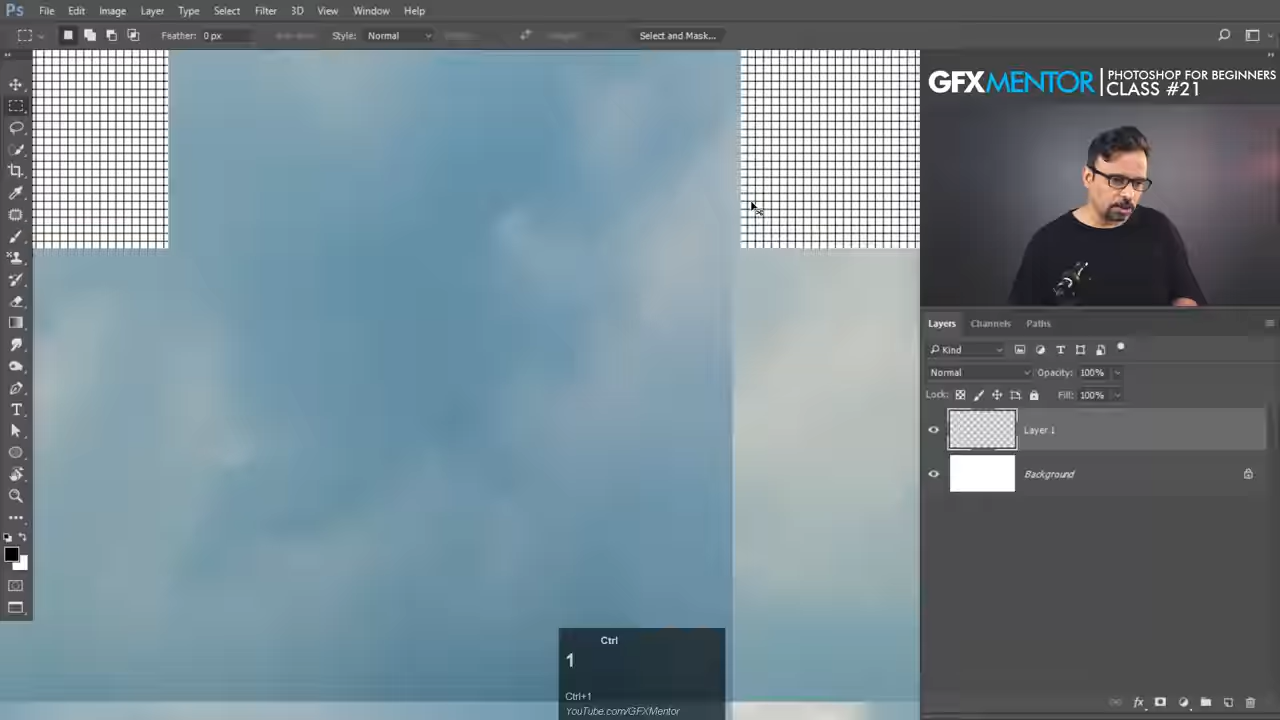 Ps File Edit Image Layer Type Select Filter 3D View Window Help
Feather: 0 px Style: Normal Select and Mask...
GFXMENTOR PHOTOSHOP FOR BEGINNERS
CLASS #21
Layers Channels Paths
Kind
Normal Opacity: 100%
Lock: Fill: 100%
Layer 1
Background
Ctrl
1
Ctrl+1
YouTube.com/GFXMentor